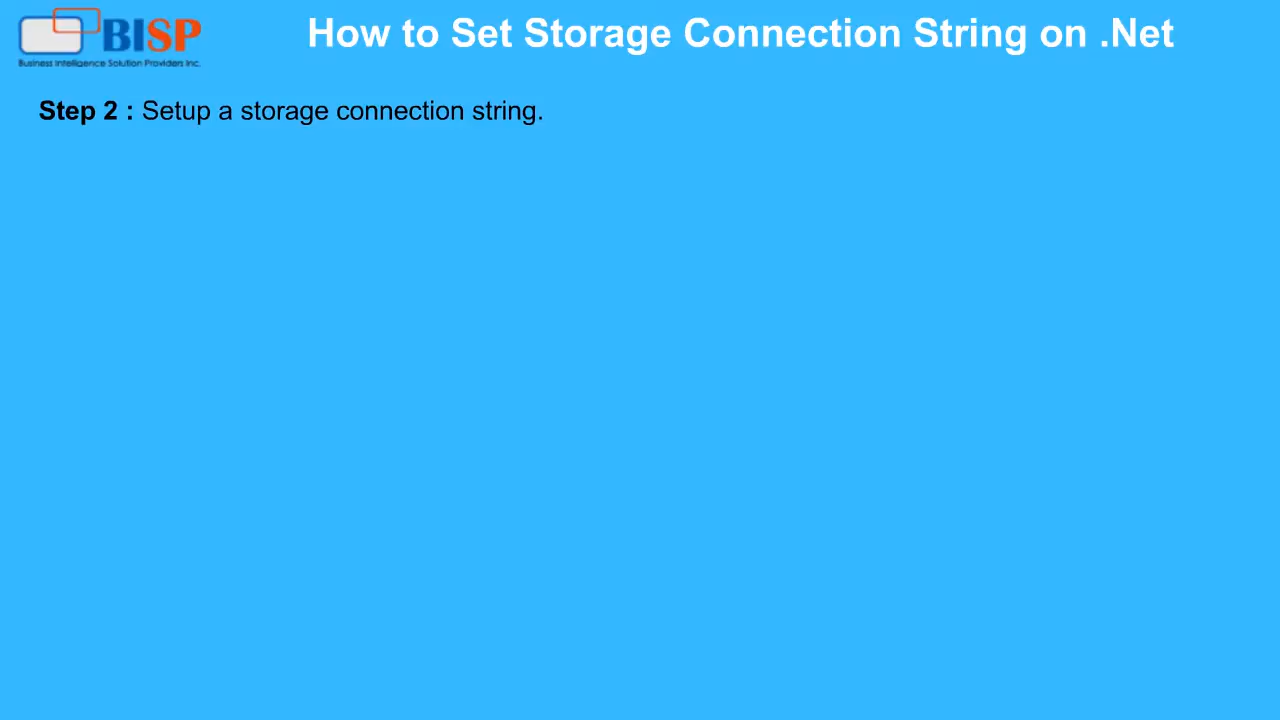 BISP
Business Intelligence Solution Providers Inc.
How to Set Storage Connection String on .Net
Step 2 : Setup a storage connection string.